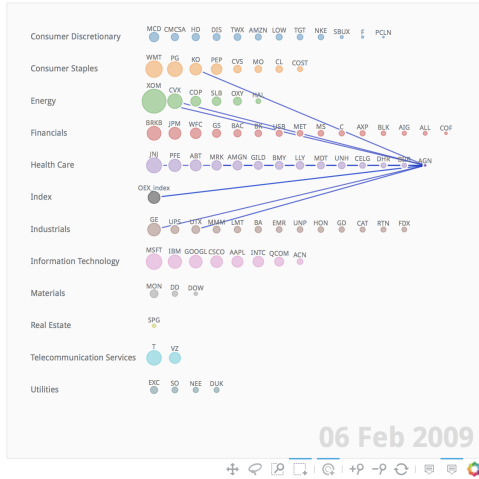 Consumer Discretionary MCD CMCSA HD DIS TWX AMZN LOW TGT NKE SBUX F PCLN
Consumer Staples WMT PG KO PEP CVS MO CL COST
Energy XOM CVX COP SLB OXY HAL
Financials BRKB JPM WFC GS BAC BK USB MET MS C AXP BLK AIG ALL COF
Health Care JNJ PFE ABT MRK AMGN GILD BMY LLY MDT UNH CELG DHR BIIB AGN
Index OEX_index
Industrials GE UPS UTX MMM LMT BA EMR UNP HON GD CAT RTN FDX
Information Technology MSFT IBM GOOGL CSCO AAPL INTC QCOM ACN
Materials MON DD DOW
Real Estate SPG
Telecommunication Services T VZ
Utilities EXC SO NEE DUK
06 Feb 2009